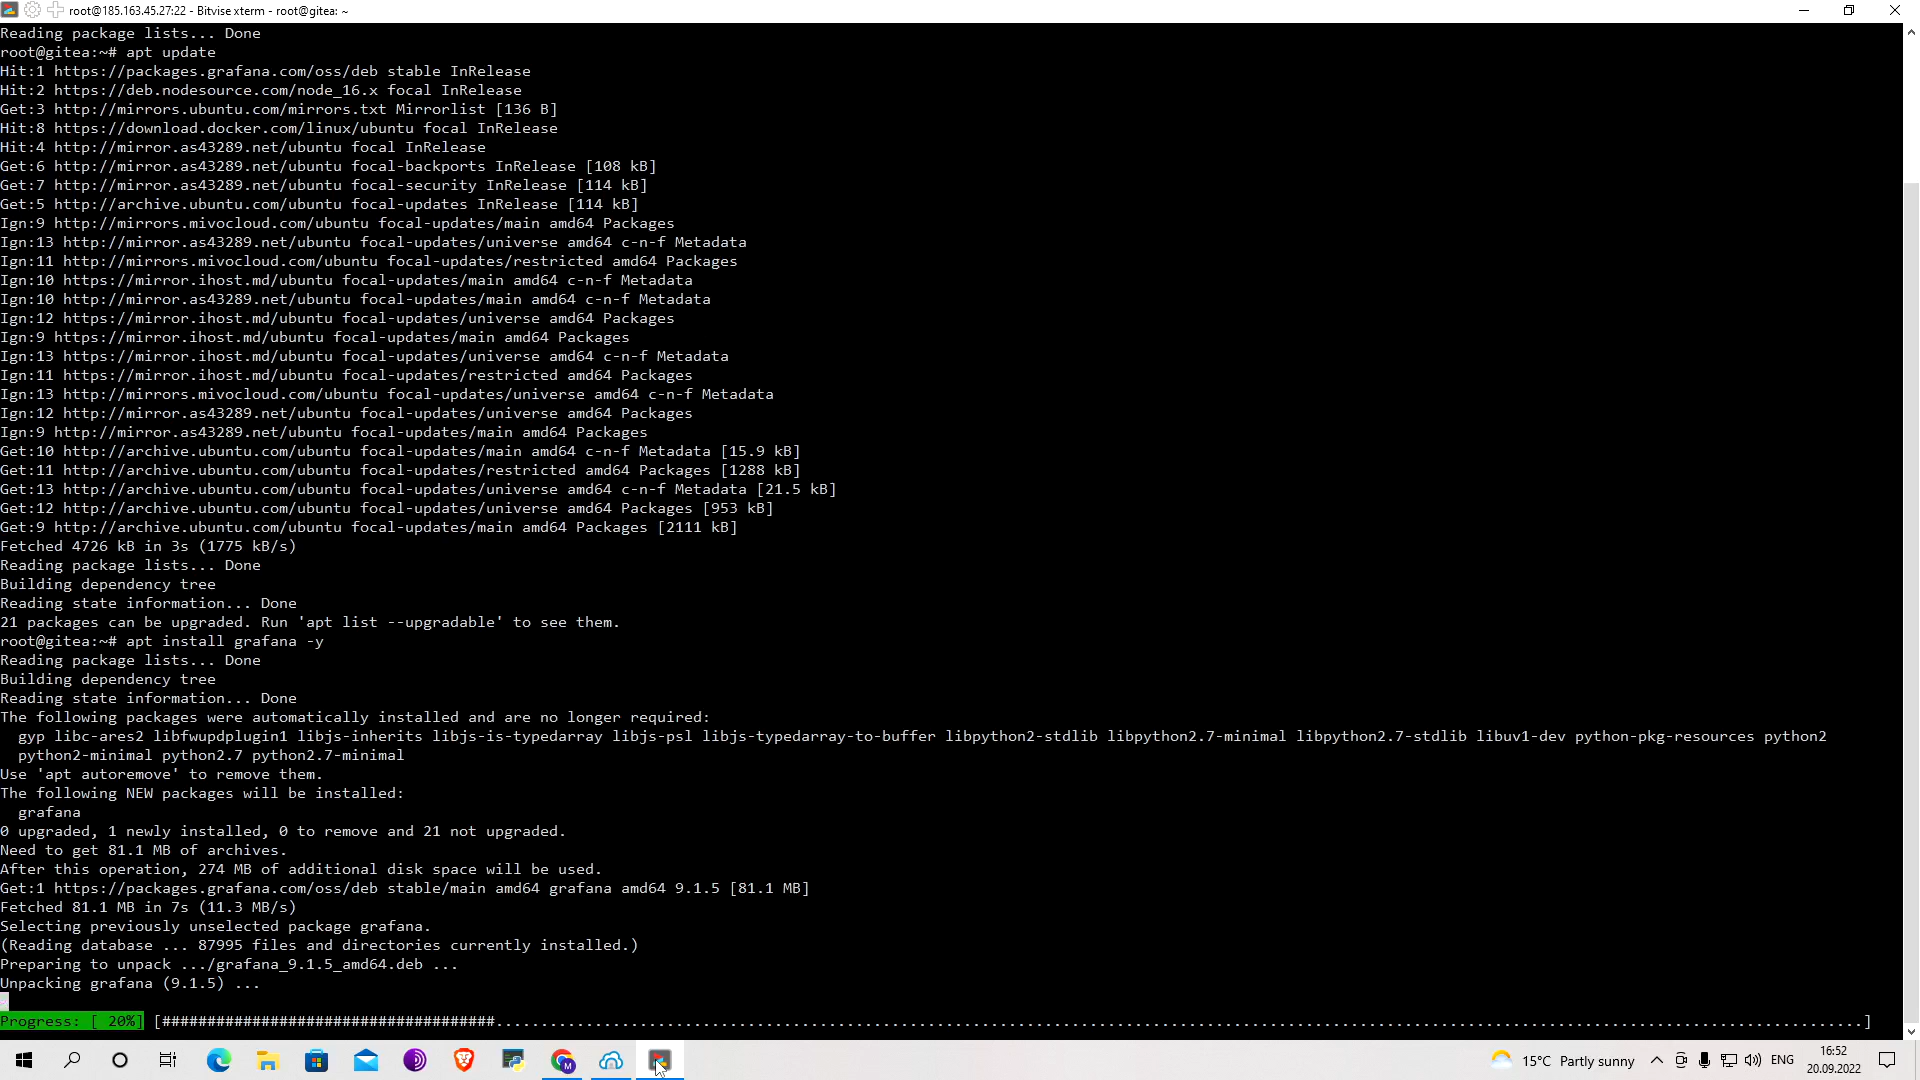 root@185.163.45.27:22 - Bitvise xterm - root@gitea: ~
Reading package lists... Done
root@gitea:~# apt update
Hit:1 https://packages.grafana.com/oss/deb stable InRelease
Hit:2 https://deb.nodesource.com/node_16.x focal InRelease
Get:3 http://mirrors.ubuntu.com/mirrors.txt Mirrorlist [136 B]
Hit:8 https://download.docker.com/linux/ubuntu focal InRelease
Hit:4 http://mirror.as43289.net/ubuntu focal InRelease
Get:6 http://mirror.as43289.net/ubuntu focal-backports InRelease [108 kB]
Get:7 http://mirror.as43289.net/ubuntu focal-security InRelease [114 kB]
Get:5 http://archive.ubuntu.com/ubuntu focal-updates InRelease [114 kB]
Ign:9 http://mirrors.mivocloud.com/ubuntu focal-updates/main amd64 Packages
Ign:13 http://mirror.as43289.net/ubuntu focal-updates/universe amd64 c-n-f Metadata
Ign:11 http://mirrors.mivocloud.com/ubuntu focal-updates/restricted amd64 Packages
Ign:10 https://mirror.ihost.md/ubuntu focal-updates/main amd64 c-n-f Metadata
Ign:10 http://mirror.as43289.net/ubuntu focal-updates/main amd64 c-n-f Metadata
Ign:12 https://mirror.ihost.md/ubuntu focal-updates/universe amd64 Packages
Ign:9 https://mirror.ihost.md/ubuntu focal-updates/main amd64 Packages
Ign:13 https://mirror.ihost.md/ubuntu focal-updates/universe amd64 c-n-f Metadata
Ign:11 https://mirror.ihost.md/ubuntu focal-updates/restricted amd64 Packages
Ign:13 http://mirrors.mivocloud.com/ubuntu focal-updates/universe amd64 c-n-f Metadata
Ign:12 http://mirror.as43289.net/ubuntu focal-updates/universe amd64 Packages
Ign:9 http://mirror.as43289.net/ubuntu focal-updates/main amd64 Packages
Get:10 http://archive.ubuntu.com/ubuntu focal-updates/main amd64 c-n-f Metadata [15.9 kB]
Get:11 http://archive.ubuntu.com/ubuntu focal-updates/restricted amd64 Packages [1288 kB]
Get:13 http://archive.ubuntu.com/ubuntu focal-updates/universe amd64 c-n-f Metadata [21.5 kB]
Get:12 http://archive.ubuntu.com/ubuntu focal-updates/universe amd64 Packages [953 kB]
Get:9 http://archive.ubuntu.com/ubuntu focal-updates/main amd64 Packages [2111 kB]
Fetched 4726 kB in 3s (1775 kB/s)
Reading package lists... Done
Building dependency tree
Reading state information... Done
21 packages can be upgraded. Run 'apt list --upgradable' to see them.
root@gitea:~# apt install grafana -y
Reading package lists... Done
Building dependency tree
Reading state information... Done
The following packages were automatically installed and are no longer required:
gyp libc-ares2 libfwupdplugin1 libjs-inherits libjs-is-typedarray libjs-psl libjs-typedarray-to-buffer libpython2-stdlib libpython2.7-minimal libpython2.7-stdlib libuv1-dev python-pkg-resources python2
python2-minimal python2.7 python2.7-minimal
Use 'apt autoremove' to remove them.
The following NEW packages will be installed:
grafana
0 upgraded, 1 newly installed, 0 to remove and 21 not upgraded.
Need to get 81.1 MB of archives.
After this operation, 274 MB of additional disk space will be used.
Get:1 https://packages.grafana.com/oss/deb stable/main amd64 grafana amd64 9.1.5 [81.1 MB]
Fetched 81.1 MB in 7s (11.3 MB/s)
Selecting previously unselected package grafana.
(Reading database ... 87995 files and directories currently installed.)
Preparing to unpack .../grafana_9.1.5_amd64.deb ...
Unpacking grafana (9.1.5) ...
Progress: [ 20%] [#####################################........................................................................................................................................................]
15°C Partly sunny ENG 16:52
20.09.2022